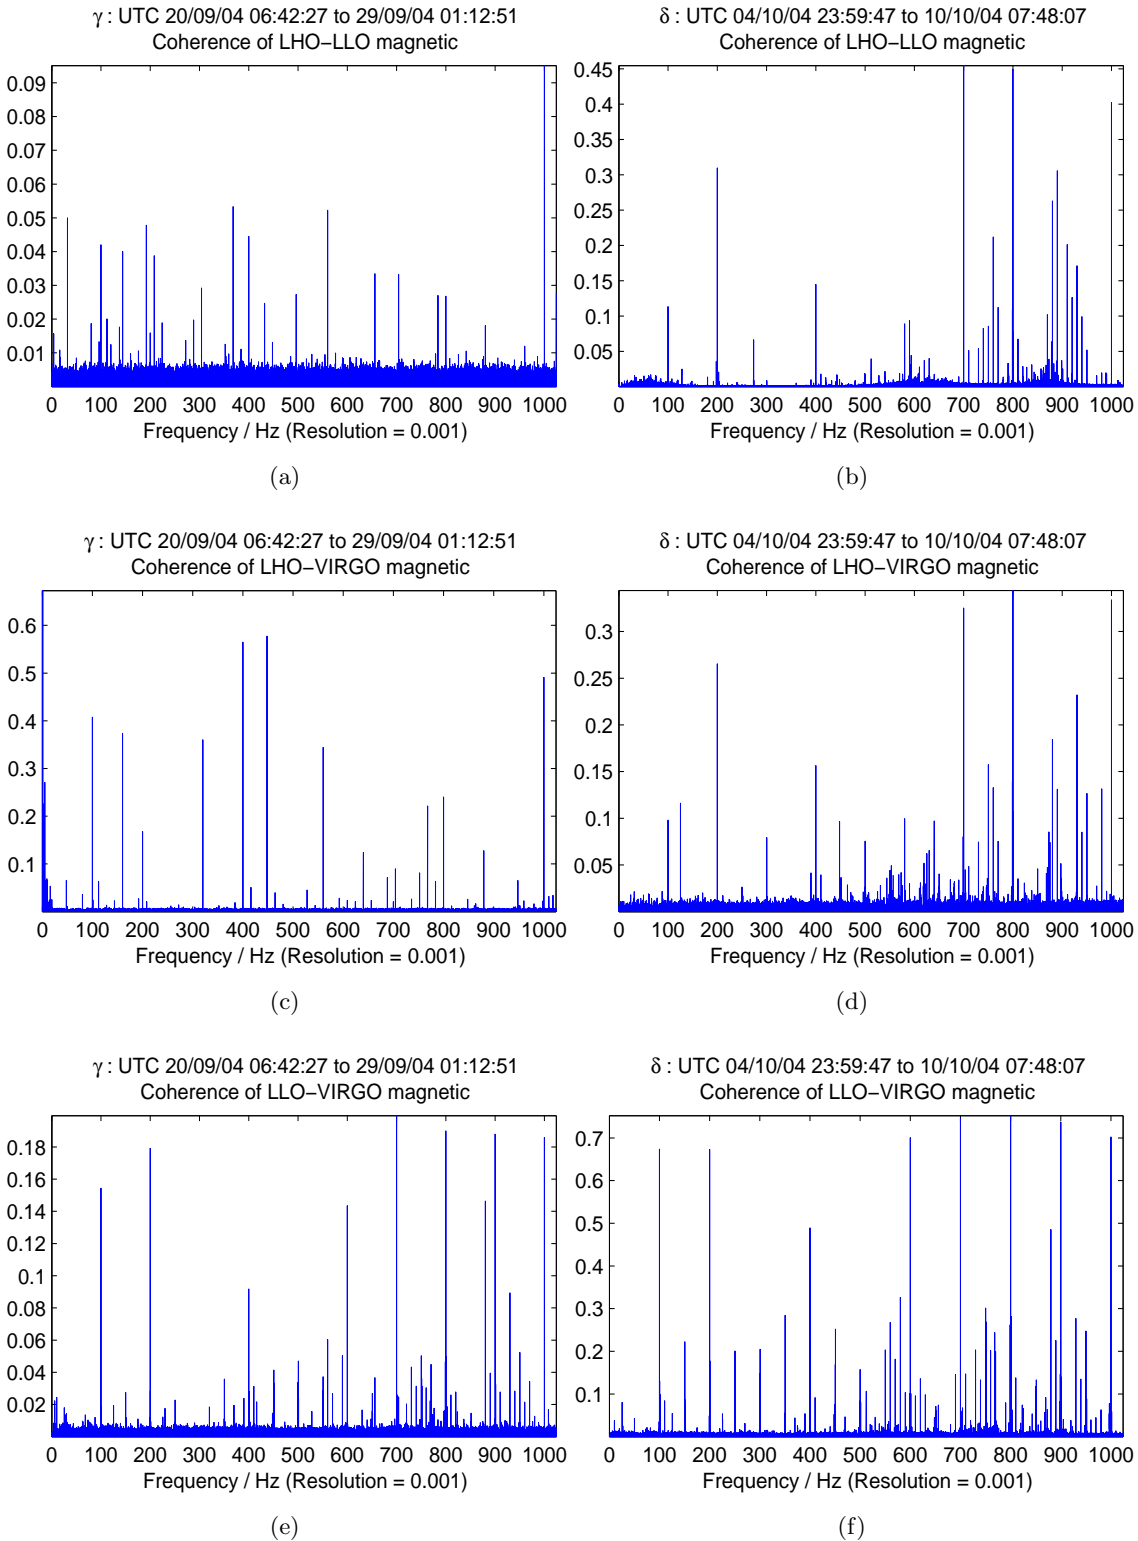 γ : UTC 20/09/04 06:42:27 to 29/09/04 01:12:51
Coherence of LHO−LLO magnetic
0.09
0.08
0.07
0.06
0.05
0.04
0.03
0.02
0.01
0 100 200 300 400 500 600 700 800 900 1000
Frequency / Hz (Resolution = 0.001)
(a)
δ : UTC 04/10/04 23:59:47 to 10/10/04 07:48:07
Coherence of LHO−LLO magnetic
0.45
0.4
0.35
0.3
0.25
0.2
0.15
0.1
0.05
0 100 200 300 400 500 600 700 800 900 1000
Frequency / Hz (Resolution = 0.001)
(b)
γ : UTC 20/09/04 06:42:27 to 29/09/04 01:12:51
Coherence of LHO−VIRGO magnetic
0.6
0.5
0.4
0.3
0.2
0.1
0 100 200 300 400 500 600 700 800 900 1000
Frequency / Hz (Resolution = 0.001)
(c)
δ : UTC 04/10/04 23:59:47 to 10/10/04 07:48:07
Coherence of LHO−VIRGO magnetic
0.3
0.25
0.2
0.15
0.1
0.05
0 100 200 300 400 500 600 700 800 900 1000
Frequency / Hz (Resolution = 0.001)
(d)
γ : UTC 20/09/04 06:42:27 to 29/09/04 01:12:51
Coherence of LLO−VIRGO magnetic
0.18
0.16
0.14
0.12
0.1
0.08
0.06
0.04
0.02
0 100 200 300 400 500 600 700 800 900 1000
Frequency / Hz (Resolution = 0.001)
(e)
δ : UTC 04/10/04 23:59:47 to 10/10/04 07:48:07
Coherence of LLO−VIRGO magnetic
0.7
0.6
0.5
0.4
0.3
0.2
0.1
0 100 200 300 400 500 600 700 800 900 1000
Frequency / Hz (Resolution = 0.001)
(f)